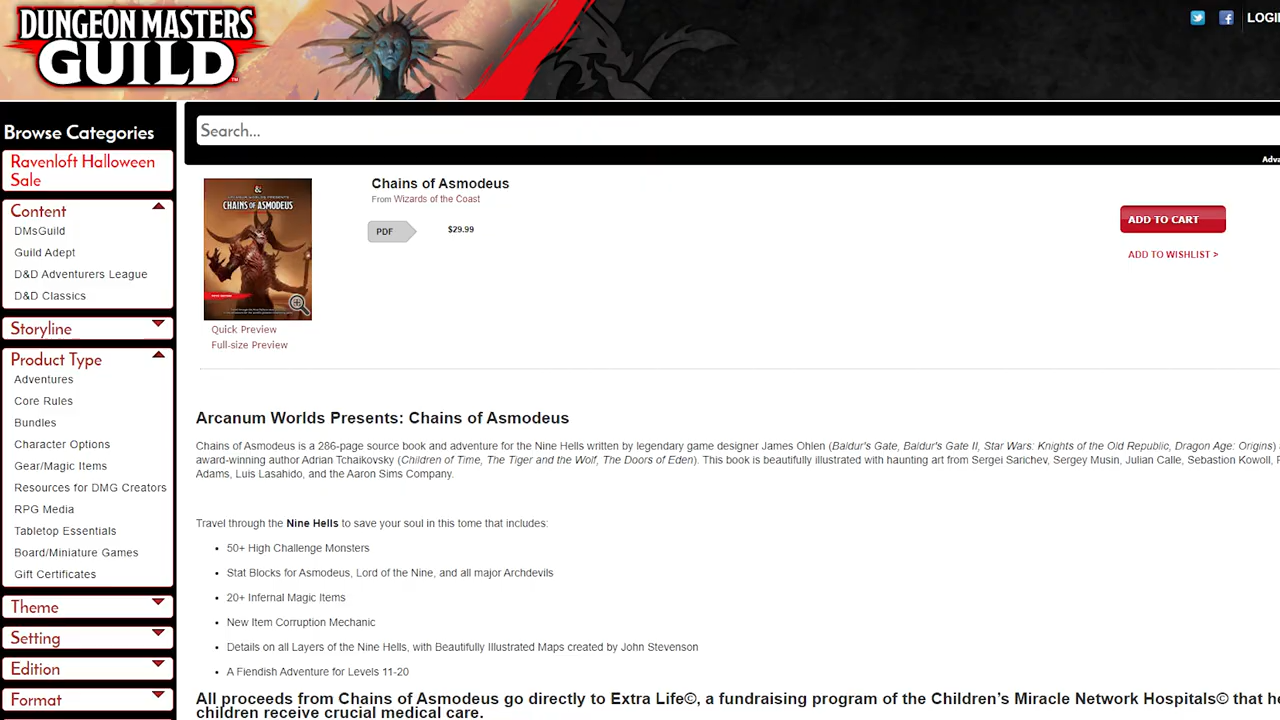 DUNGEON MASTERS
GUILD
LOGI
Browse Categories
Ravenloft Halloween
Sale
Content
DMsGuild
Guild Adept
D&D Adventurers League
D&D Classics
Storyline
Product Type
Adventures
Core Rules
Bundles
Character Options
Gear/Magic Items
Resources for DMG Creators
RPG Media
Tabletop Essentials
Board/Miniature Games
Gift Certificates
Theme
Setting
Edition
Format
Search...
Adva
&
ARCANUM WORLDS PRESENTS:
CHAINS OF ASMODEUS
Quick Preview
Full-size Preview
Chains of Asmodeus
From Wizards of the Coast
PDF $29.99
ADD TO CART
ADD TO WISHLIST >
Arcanum Worlds Presents: Chains of Asmodeus
Chains of Asmodeus is a 286-page source book and adventure for the Nine Hells written by legendary game designer James Ohlen (Baldur's Gate, Baldur's Gate II, Star Wars: Knights of the Old Republic, Dragon Age: Origins)
award-winning author Adrian Tchaikovsky (Children of Time, The Tiger and the Wolf, The Doors of Eden). This book is beautifully illustrated with haunting art from Sergei Sarichev, Sergey Musin, Julian Calle, Sebastion Kowoll,
Adams, Luis Lasahido, and the Aaron Sims Company.
Travel through the Nine Hells to save your soul in this tome that includes:
• 50+ High Challenge Monsters
• Stat Blocks for Asmodeus, Lord of the Nine, and all major Archdevils
• 20+ Infernal Magic Items
• New Item Corruption Mechanic
• Details on all Layers of the Nine Hells, with Beautifully Illustrated Maps created by John Stevenson
• A Fiendish Adventure for Levels 11-20
All proceeds from Chains of Asmodeus go directly to Extra Life©, a fundraising program of the Children's Miracle Network Hospitals© that he
children receive crucial medical care.